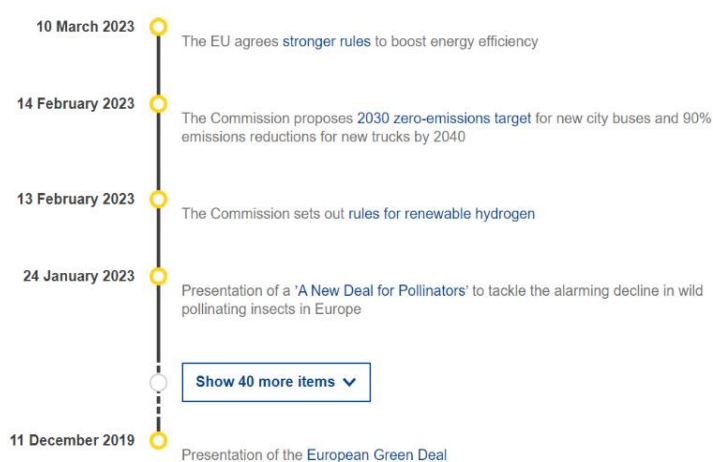 10 March 2023
The EU agrees stronger rules to boost energy efficiency
14 February 2023
The Commission proposes 2030 zero-emissions target for new city buses and 90%
emissions reductions for new trucks by 2040
13 February 2023
The Commission sets out rules for renewable hydrogen
24 January 2023
Presentation of a 'A New Deal for Pollinators' to tackle the alarming decline in wild
pollinating insects in Europe
Show 40 more items
11 December 2019
Presentation of the European Green Deal